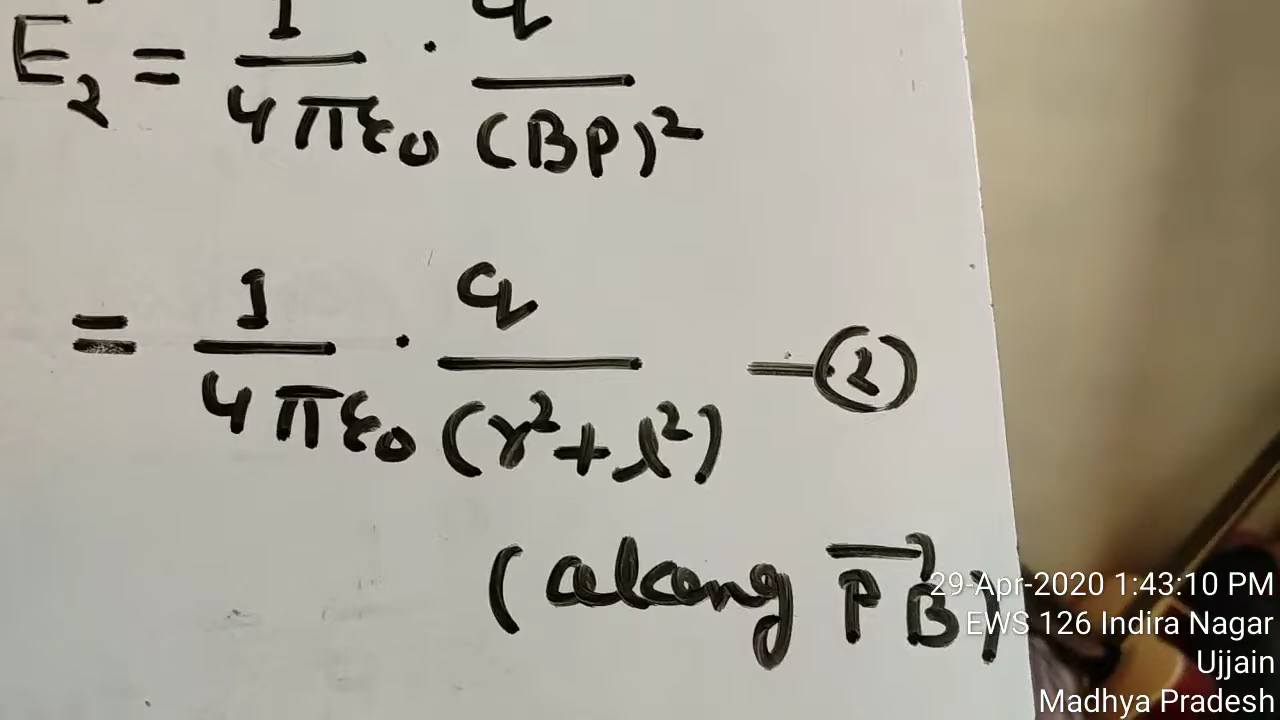 E₂ = 1/4πε₀ · q/(BP)²
= 1/4πε₀ · q/(r²+l²) —(2)
(along P⃗B)
29-Apr-2020 1:43:10 PM
EWS 126 Indira Nagar
Ujjain
Madhya Pradesh